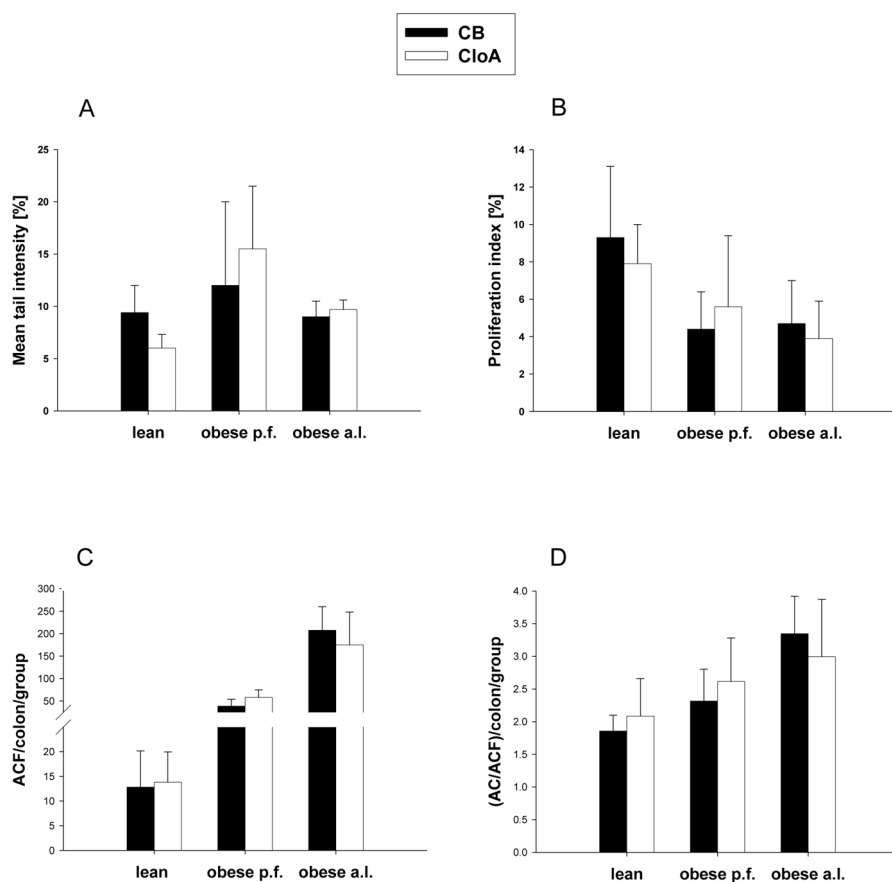 CB
CloA
A
Mean tail intensity [%]
25
20
15
10
5
0
lean obese p.f. obese a.l.
B
Proliferation index [%]
14
12
10
8
6
4
2
0
lean obese p.f. obese a.l.
C
ACF/colon/group
300
250
200
150
100
50
20
15
10
5
0
lean obese p.f. obese a.l.
D
(AC/ACF)/colon/group
4.0
3.5
3.0
2.5
2.0
1.5
1.0
0.5
0.0
lean obese p.f. obese a.l.